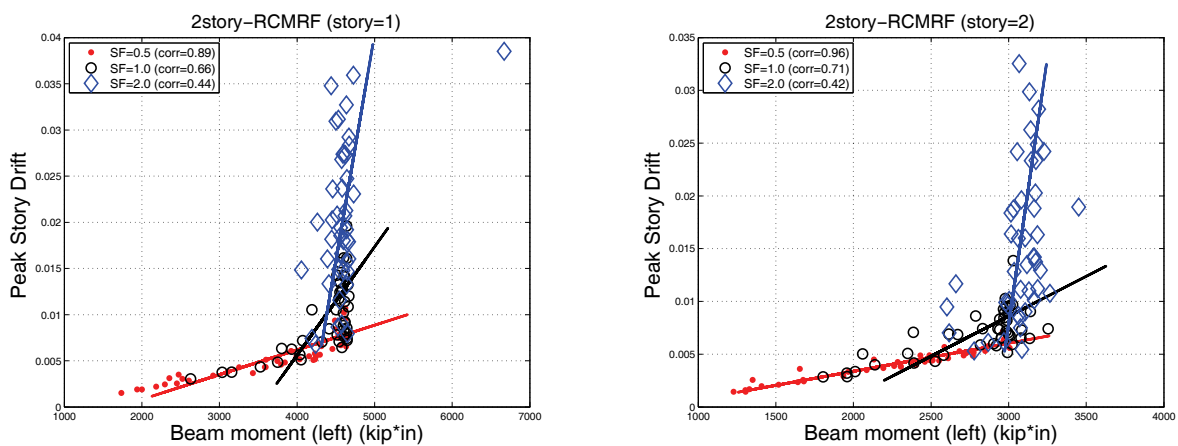 2story-RCMRF (story=1)
SF=0.5 (corr=0.89)
SF=1.0 (corr=0.66)
SF=2.0 (corr=0.44)
Peak Story Drift
0.04
0.035
0.03
0.025
0.02
0.015
0.01
0.005
0
1000 2000 3000 4000 5000 6000 7000
Beam moment (left) (kip*in)
2story-RCMRF (story=2)
SF=0.5 (corr=0.96)
SF=1.0 (corr=0.71)
SF=2.0 (corr=0.42)
Peak Story Drift
0.035
0.03
0.025
0.02
0.015
0.01
0.005
0
1000 1500 2000 2500 3000 3500 4000
Beam moment (left) (kip*in)